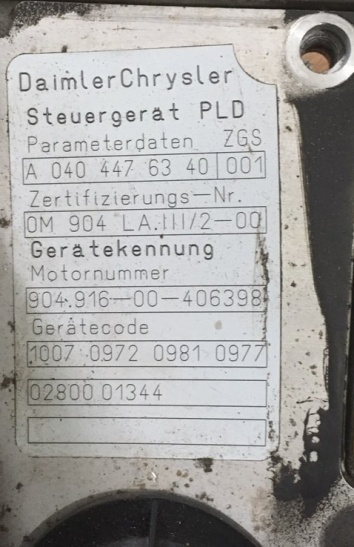 DaimlerChrysler
Steuergerät PLD
Parameterdaten ZGS
A 040 447 63 40 001
Zertifizierungs-Nr.
OM 904 LA.III/2-00
Gerätekennung
Motornummer
904.916-00-406398
Gerätecode
1007 0972 0981 0977
02800 01344